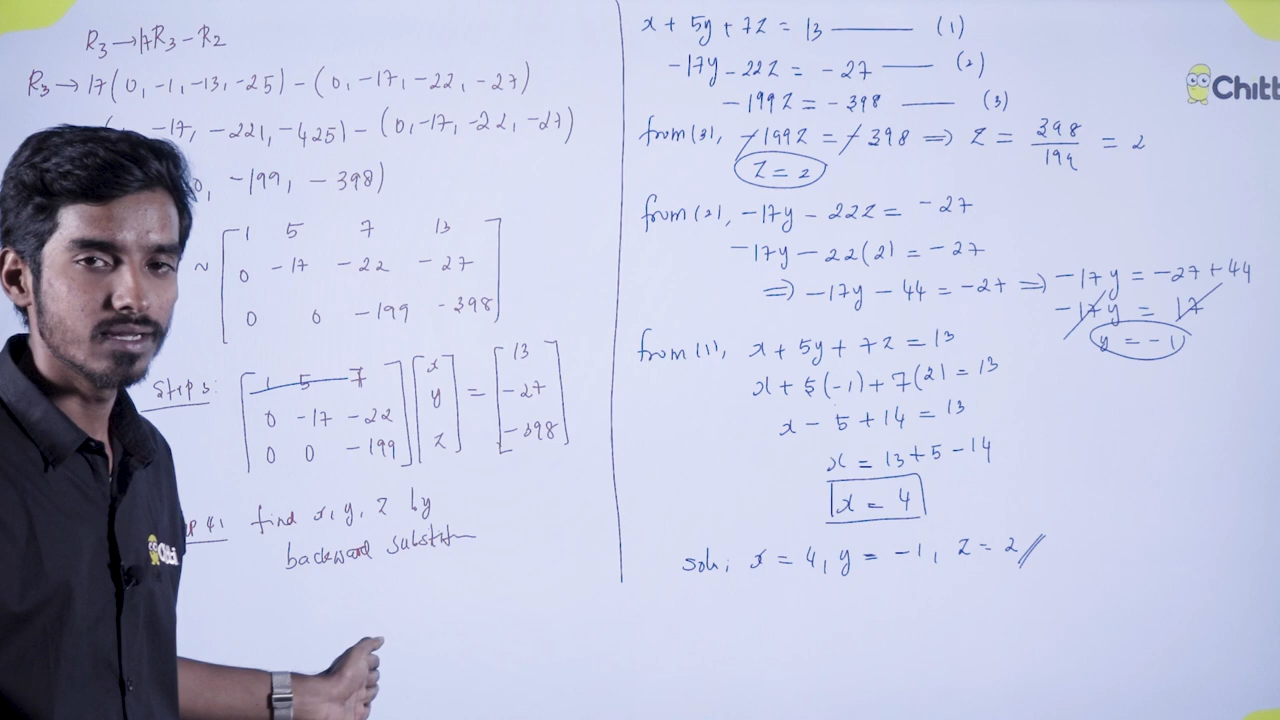 R₃→17R₃-R₂
R₃→17(0,-1,-13,-25)-(0,-17,-22,-27)
-17, -221, -425)-(0,-17,-22,-27)
0, -199, -398)
~ [1 5 7 13
0 -17 -22 -27
0 0 -199 -398]
Step 3: [1 5 7
0 -17 -22
0 0 -199] [x
y
z] = [13
-27
-398]
ep 4: find x, y, z by
backward substitn
x + 5y + 7z = 13 —— (1)
-17y - 22z = -27 —— (2)
-199z = -398 —— (3)
from (3), -199z = -398 ⇒ z = 398/199 = 2
z = 2
from (2), -17y - 22z = -27
-17y - 22(2) = -27
⇒ -17y - 44 = -27 ⇒ -17y = -27 + 44
-17y = 17
y = -1
from (1), x + 5y + 7z = 13
x + 5(-1) + 7(2) = 13
x - 5 + 14 = 13
x = 13 + 5 - 14
x = 4
soln; x = 4, y = -1, z = 2 //
Chitt
Chitti